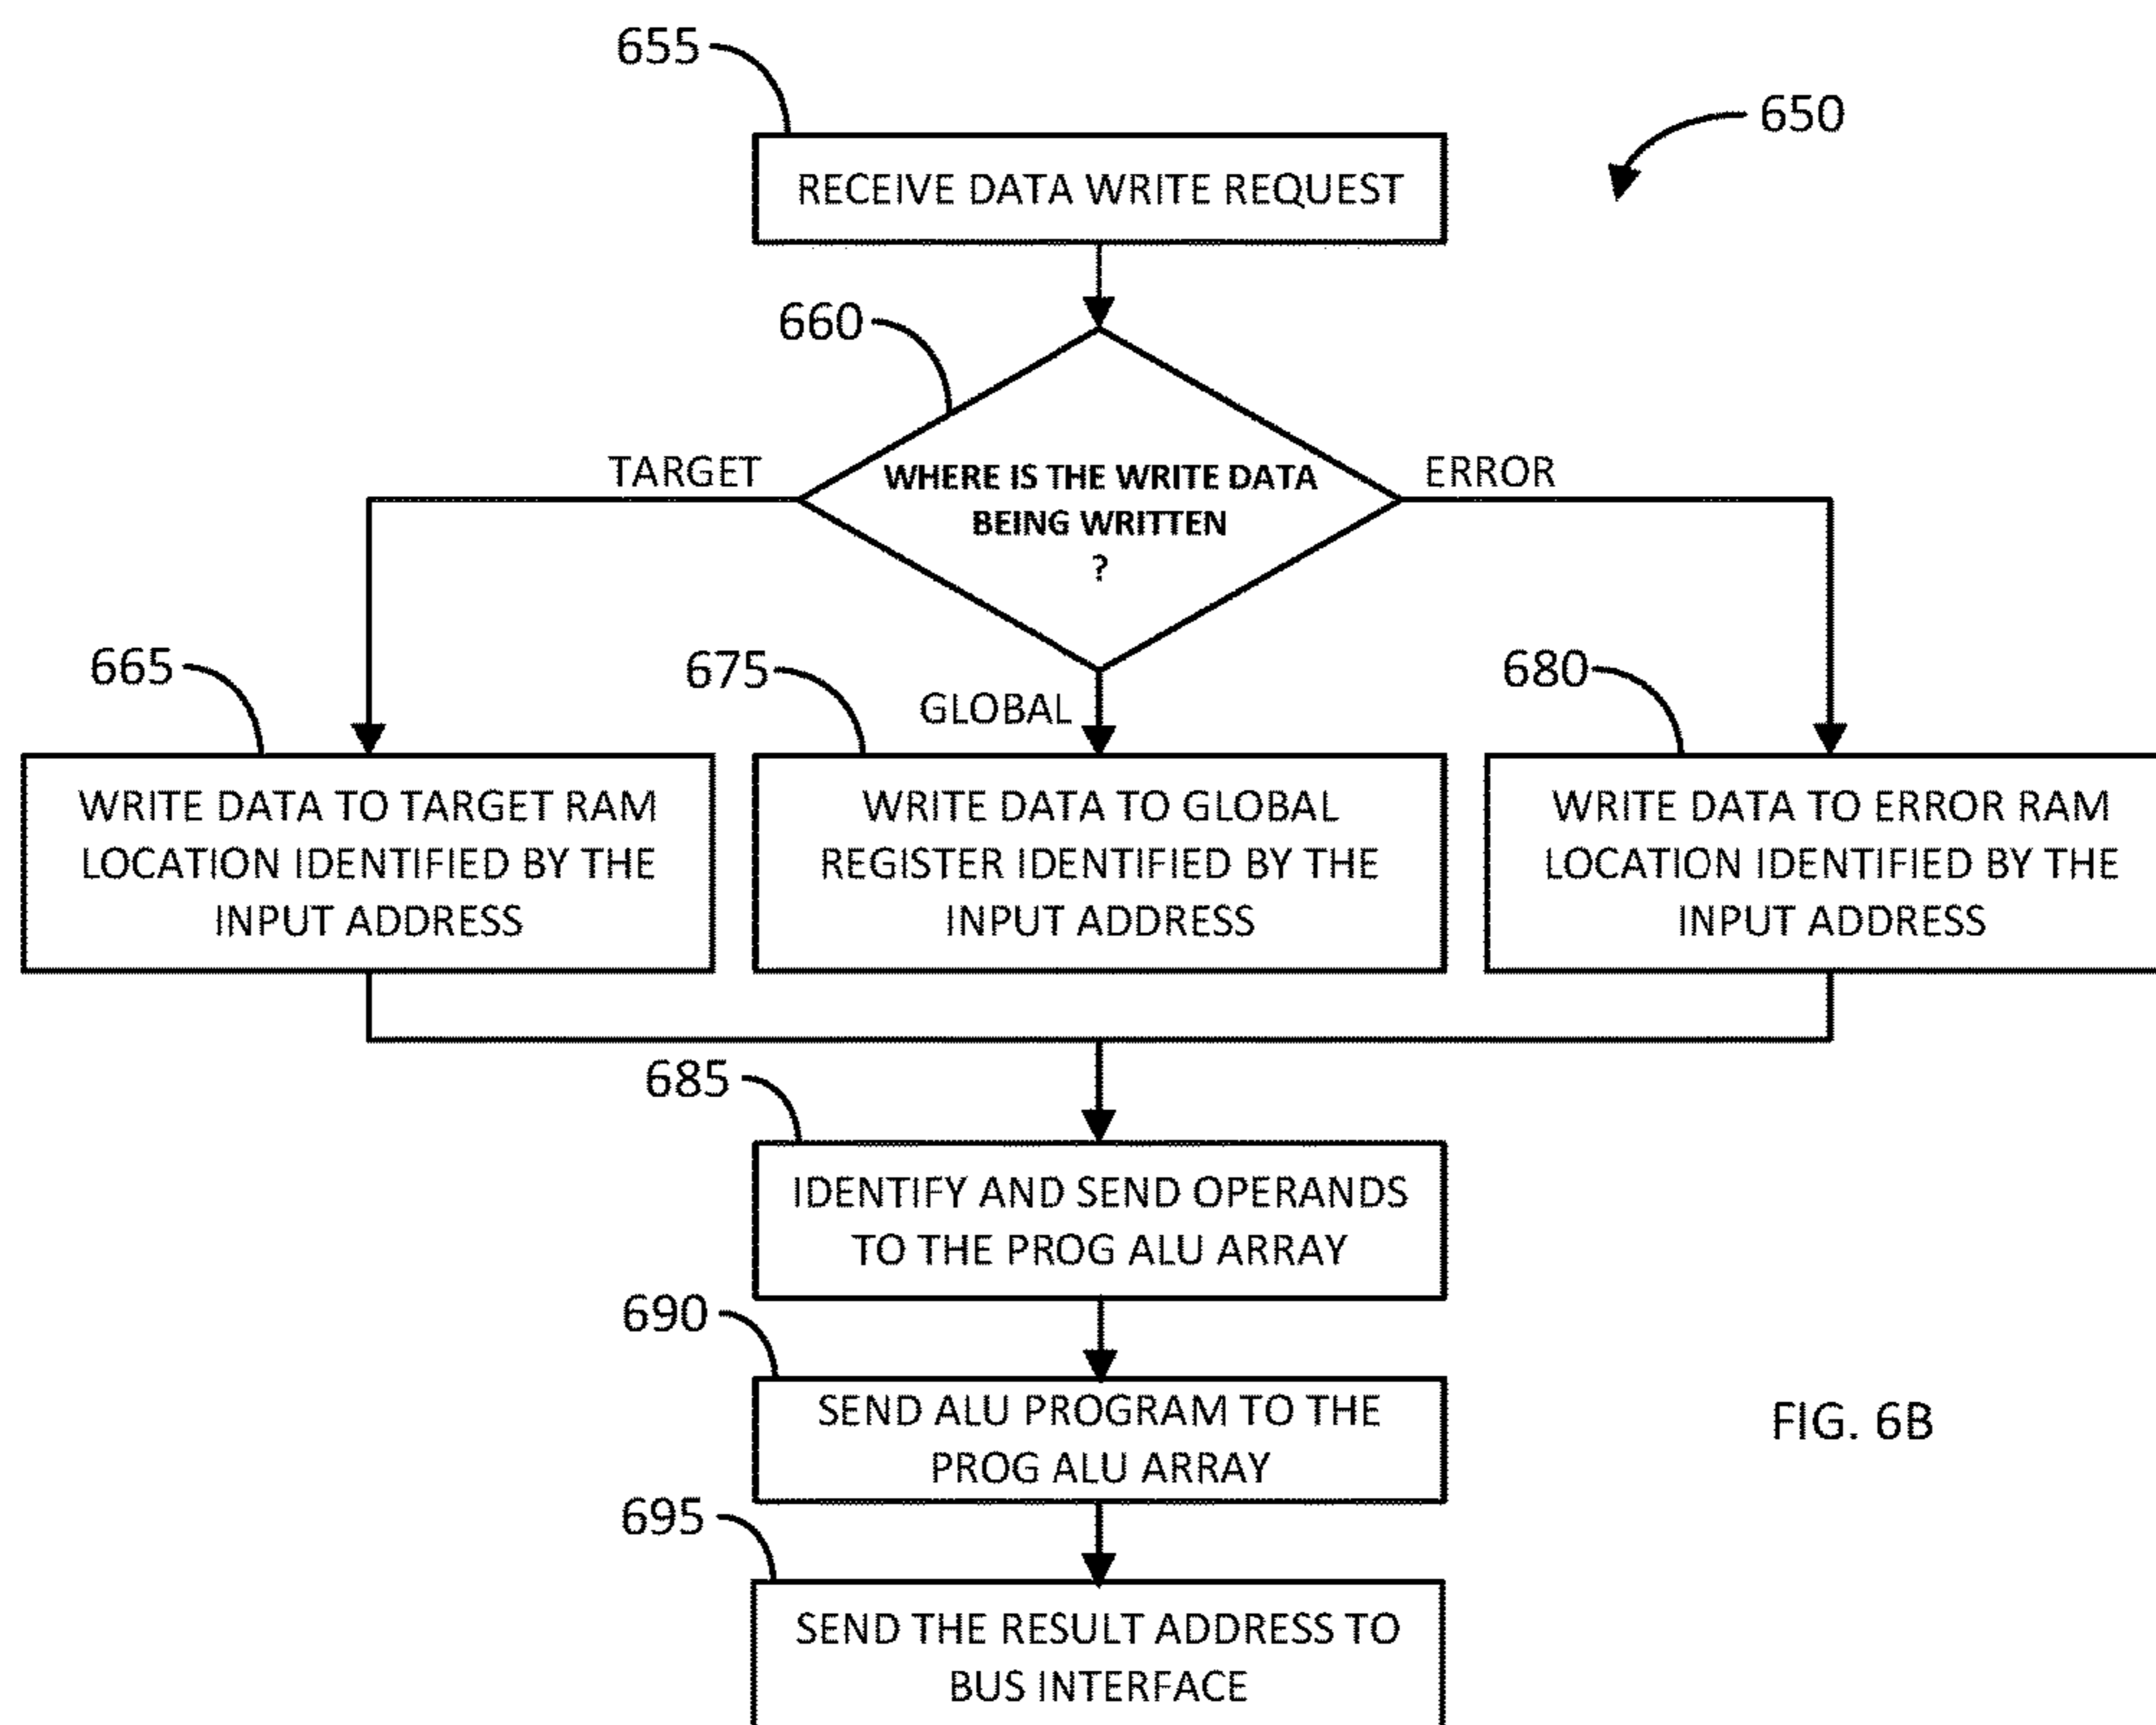 655
650
RECEIVE DATA WRITE REQUEST
660
TARGET
WHERE IS THE WRITE DATA
BEING WRITTEN
?
ERROR
665
675
680
GLOBAL
WRITE DATA TO TARGET RAM
LOCATION IDENTIFIED BY THE
INPUT ADDRESS
WRITE DATA TO GLOBAL
REGISTER IDENTIFIED BY THE
INPUT ADDRESS
WRITE DATA TO ERROR RAM
LOCATION IDENTIFIED BY THE
INPUT ADDRESS
685
IDENTIFY AND SEND OPERANDS
TO THE PROG ALU ARRAY
690
SEND ALU PROGRAM TO THE
PROG ALU ARRAY
FIG. 6B
695
SEND THE RESULT ADDRESS TO
BUS INTERFACE